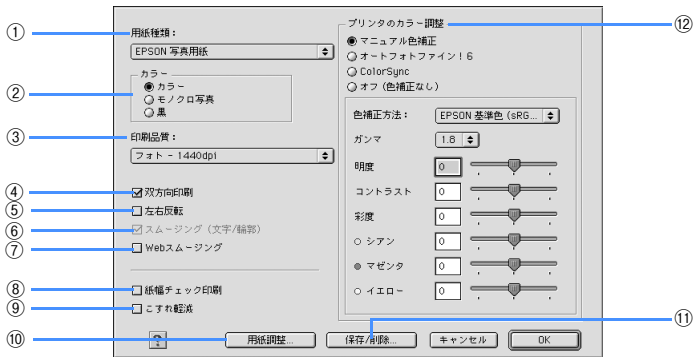 ① 用紙種類：
EPSON 写真用紙
② カラー
カラー
モノクロ写真
黒
③ 印刷品質：
フォト - 1440dpi
④ 双方向印刷
⑤ 左右反転
⑥ スムージング（文字/輪郭）
⑦ Webスムージング
⑧ 紙幅チェック印刷
⑨ こすれ軽減
⑩ ? 用紙調整... 保存/削除... キャンセル OK
⑪
プリンタのカラー調整 ⑫
マニュアル色補正
オートフォトファイン！6
ColorSync
オフ（色補正なし）
色補正方法： EPSON 基準色（sRG...
ガンマ 1.8
明度 0
コントラスト 0
彩度 0
シアン 0
マゼンタ 0
イエロー 0